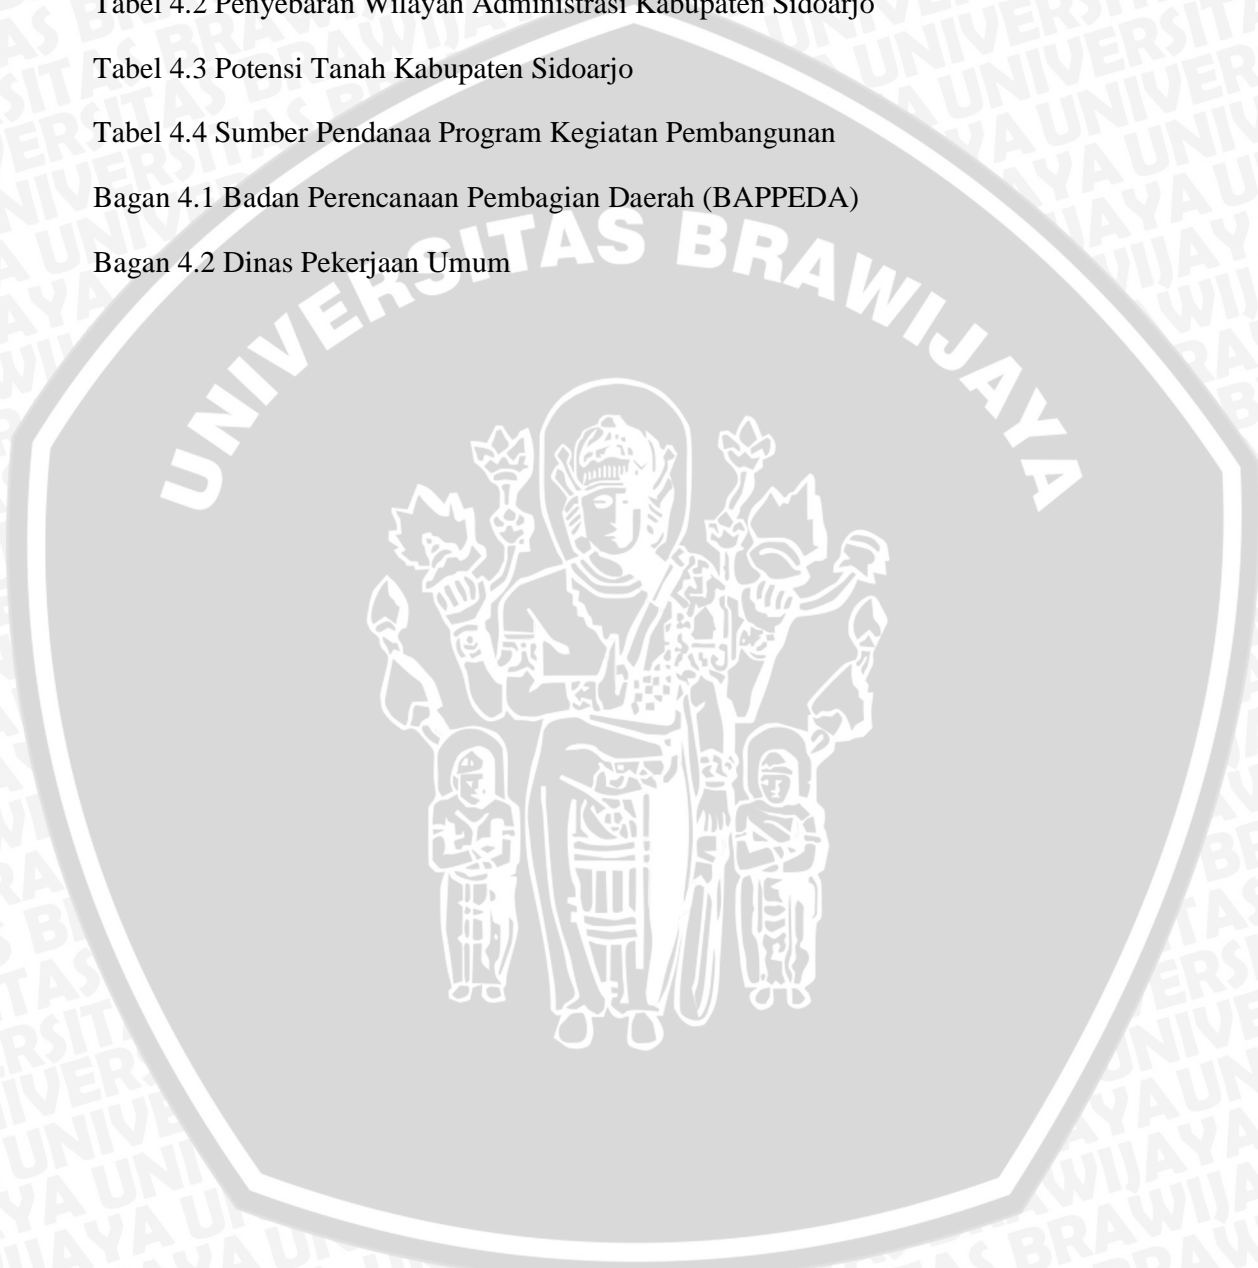 Tabel 4.2 Penyebaran Wilayah Administrasi Kabupaten Sidoarjo
Tabel 4.3 Potensi Tanah Kabupaten Sidoarjo
Tabel 4.4 Sumber Pendanaa Program Kegiatan Pembangunan
Bagan 4.1 Badan Perencanaan Pembagian Daerah (BAPPEDA)
Bagan 4.2 Dinas Pekerjaan Umum
UNIVERSITAS BRAWIJAYA